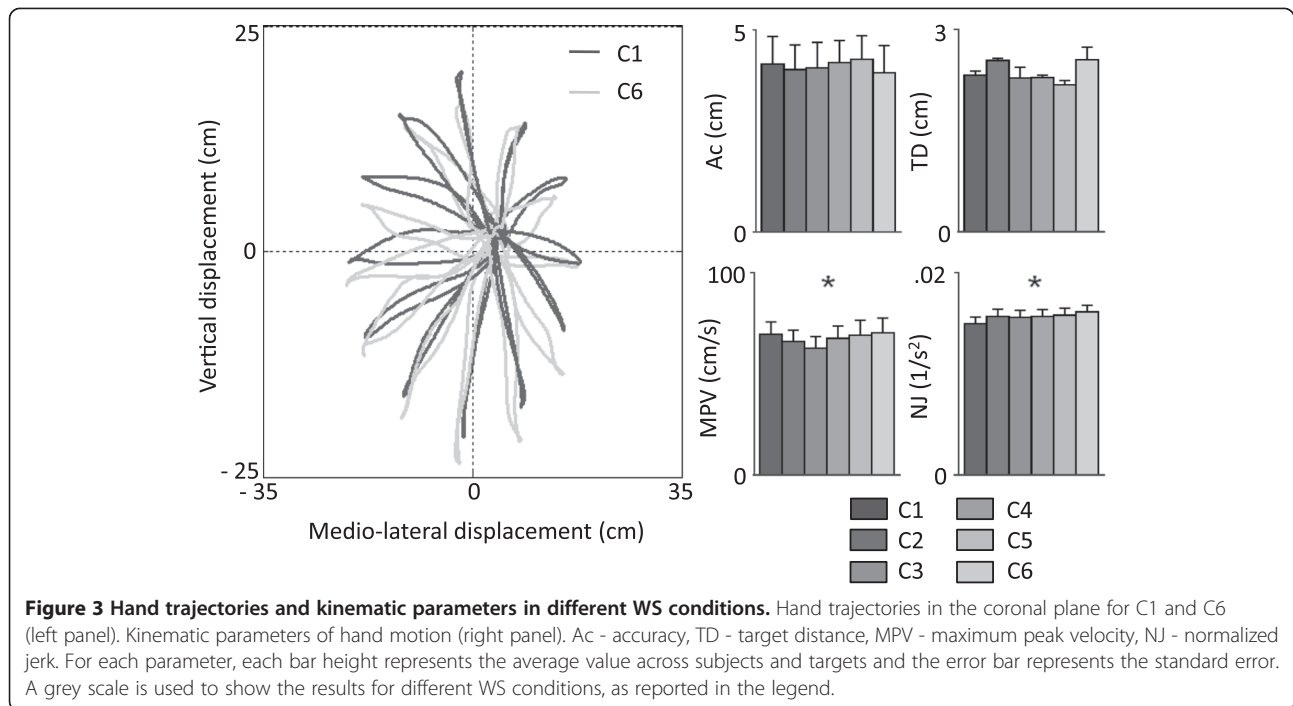 25
C1
C6
Vertical displacement (cm)
0
- 25
- 35
0
35
Medio-lateral displacement (cm)
5
Ac (cm)
0
3
TD (cm)
0
100
*
MPV (cm/s)
0
.02
*
NJ (1/s²)
0
C1
C4
C2
C5
C3
C6
Figure 3 Hand trajectories and kinematic parameters in different WS conditions. Hand trajectories in the coronal plane for C1 and C6
(left panel). Kinematic parameters of hand motion (right panel). Ac - accuracy, TD - target distance, MPV - maximum peak velocity, NJ - normalized
jerk. For each parameter, each bar height represents the average value across subjects and targets and the error bar represents the standard error.
A grey scale is used to show the results for different WS conditions, as reported in the legend.